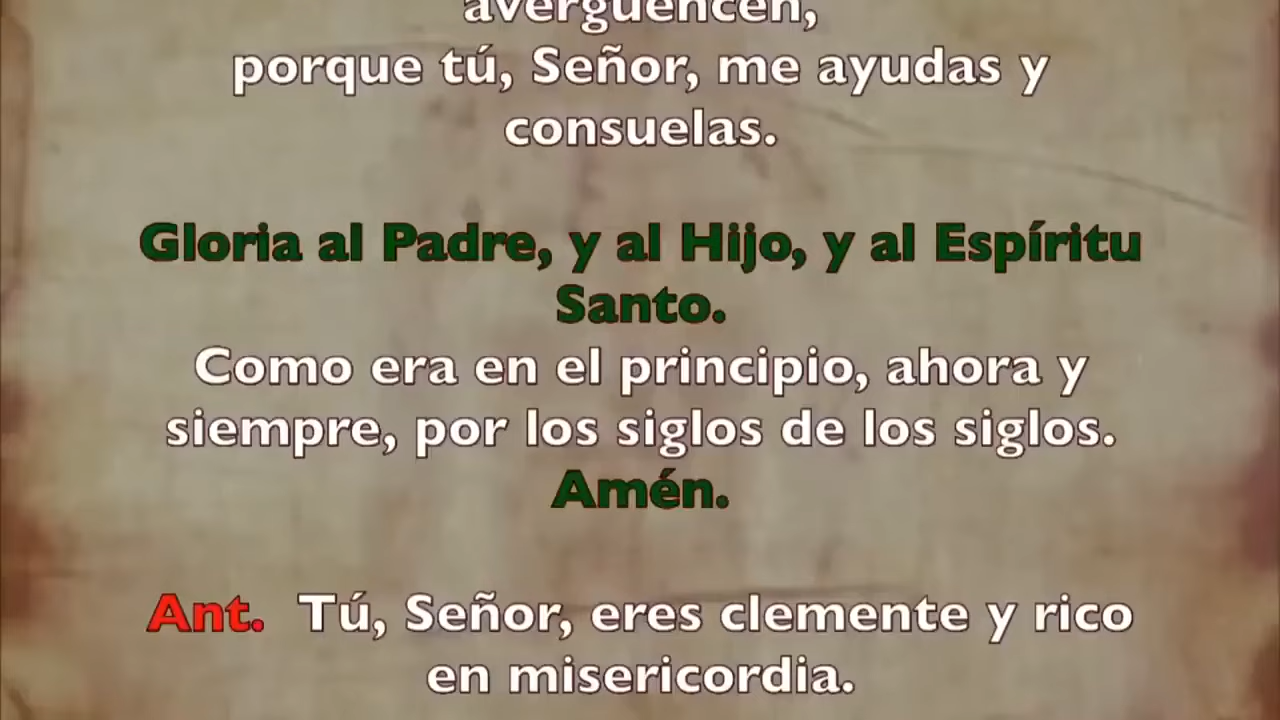 avergüencen,
porque tú, Señor, me ayudas y
consuelas.
Gloria al Padre, y al Hijo, y al Espíritu
Santo.
Como era en el principio, ahora y
siempre, por los siglos de los siglos.
Amén.
Ant. Tú, Señor, eres clemente y rico
en misericordia.